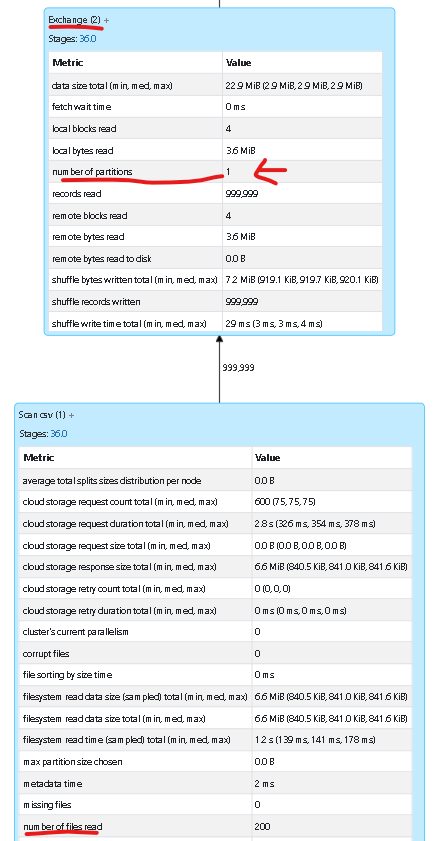 Exchange (2) +
Stages: 36.0
Metric Value
data size total (min, med, max) 22.9 MiB (2.9 MiB, 2.9 MiB, 2.9 MiB)
fetch wait time 0 ms
local blocks read 4
local bytes read 3.6 MiB
number of partitions 1
records read 999,999
remote blocks read 4
remote bytes read 3.6 MiB
remote bytes read to disk 0.0 B
shuffle bytes written total (min, med, max) 7.2 MiB (919.1 KiB, 919.7 KiB, 920.1 KiB)
shuffle records written 999,999
shuffle write time total (min, med, max) 29 ms (3 ms, 3 ms, 4 ms)
999,999
Scan csv (1) +
Stages: 36.0
Metric Value
average total splits sizes distribution per node 0.0 B
cloud storage request count total (min, med, max) 600 (75, 75, 75)
cloud storage request duration total (min, med, max) 2.8 s (326 ms, 354 ms, 378 ms)
cloud storage request size total (min, med, max) 0.0 B (0.0 B, 0.0 B, 0.0 B)
cloud storage response size total (min, med, max) 6.6 MiB (840.5 KiB, 841.0 KiB, 841.6 KiB)
cloud storage retry count total (min, med, max) 0 (0, 0, 0)
cloud storage retry duration total (min, med, max) 0 ms (0 ms, 0 ms, 0 ms)
cluster's current parallelism 0
corrupt files 0
file sorting by size time 0 ms
filesystem read data size (sampled) total (min, med, max) 6.6 MiB (840.5 KiB, 841.0 KiB, 841.6 KiB)
filesystem read data size total (min, med, max) 6.6 MiB (840.5 KiB, 841.0 KiB, 841.6 KiB)
filesystem read time (sampled) total (min, med, max) 1.2 s (139 ms, 141 ms, 178 ms)
max partition size chosen 0.0 B
metadata time 2 ms
missing files 0
number of files read 200